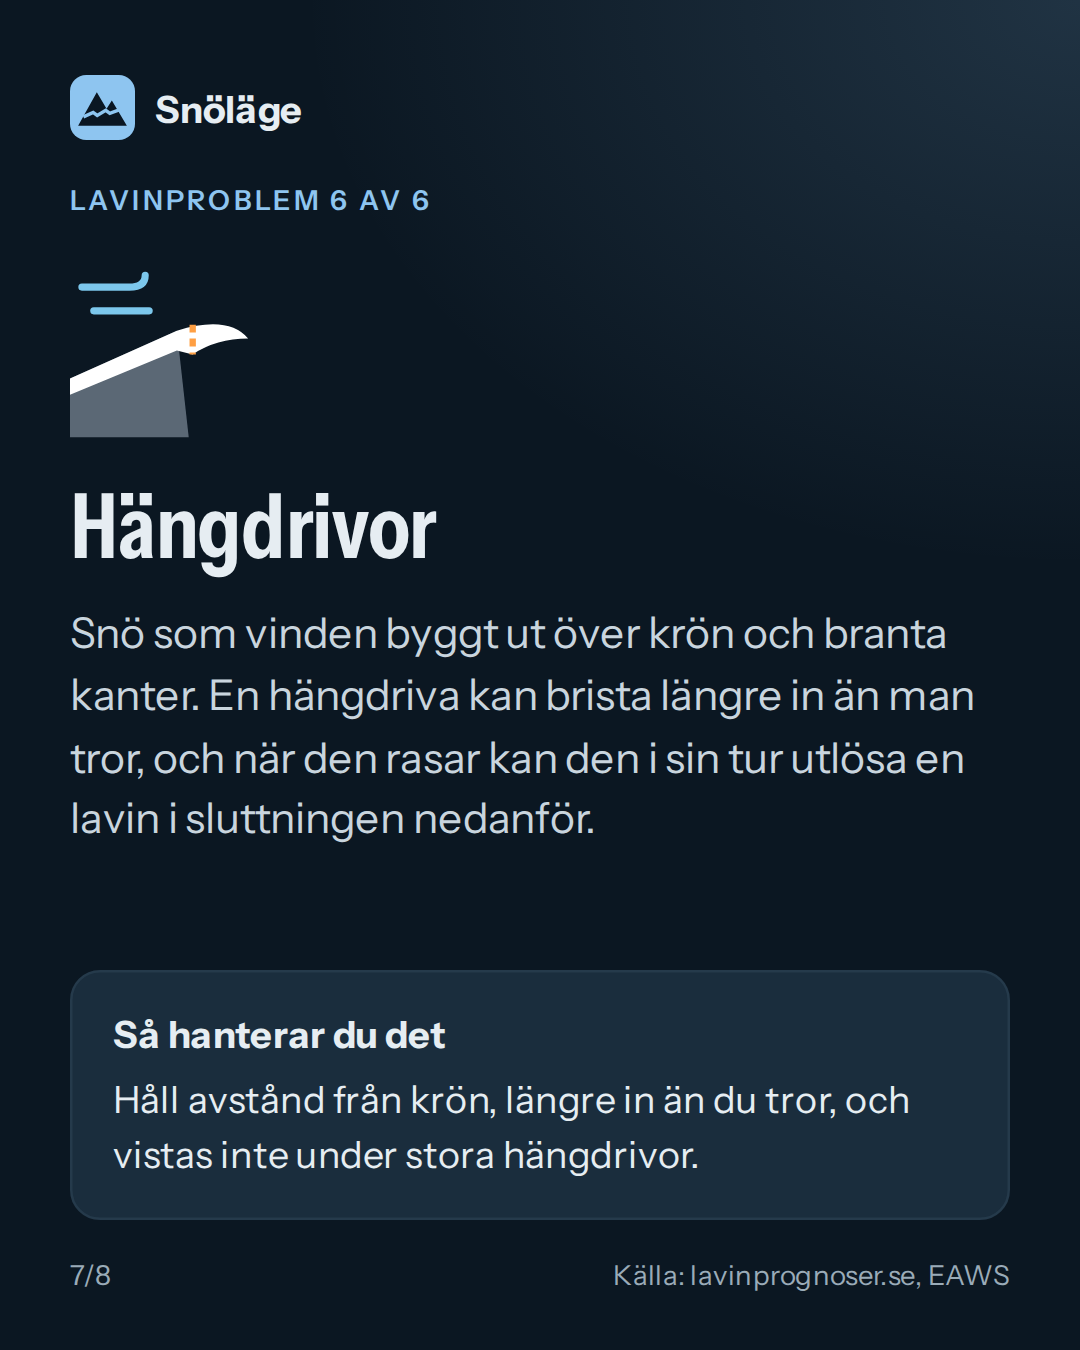 Snöläge
LAVINPROBLEM 6 AV 6
Hängdrivor
Snö som vinden byggt ut över krön och branta
kanter. En hängdriva kan brista längre in än man
tror, och när den rasar kan den i sin tur utlösa en
lavin i sluttningen nedanför.
Så hanterar du det
Håll avstånd från krön, längre in än du tror, och
vistas inte under stora hängdrivor.
7/8
Källa: lavinprognoser.se, EAWS